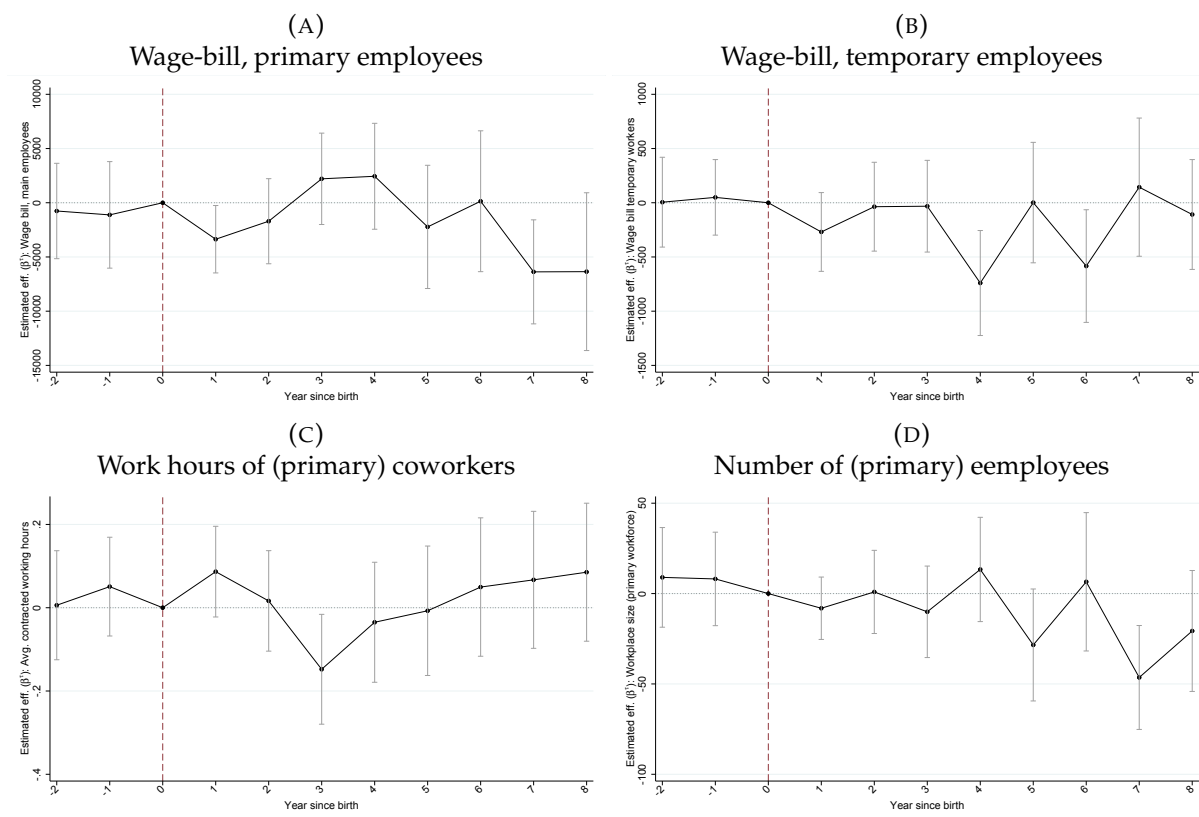 (A)
Wage-bill, primary employees
Estimated eff. (β^τ): Wage bill, main employees
10000
5000
0
-5000
-10000
-15000
-2 -1 0 1 2 3 4 5 6 7 8
Year since birth
(B)
Wage-bill, temporary employees
Estimated eff. (β^τ): Wage bill temporary workers
1000
500
0
-500
-1000
-1500
-2 -1 0 1 2 3 4 5 6 7 8
Year since birth
(C)
Work hours of (primary) coworkers
Estimated eff. (β^τ): Avg. contracted working hours
.2
0
-.2
-.4
-2 -1 0 1 2 3 4 5 6 7 8
Year since birth
(D)
Number of (primary) eemployees
Estimated eff. (β^τ): Workplace size (primary workforce)
50
0
-50
-100
-2 -1 0 1 2 3 4 5 6 7 8
Year since birth